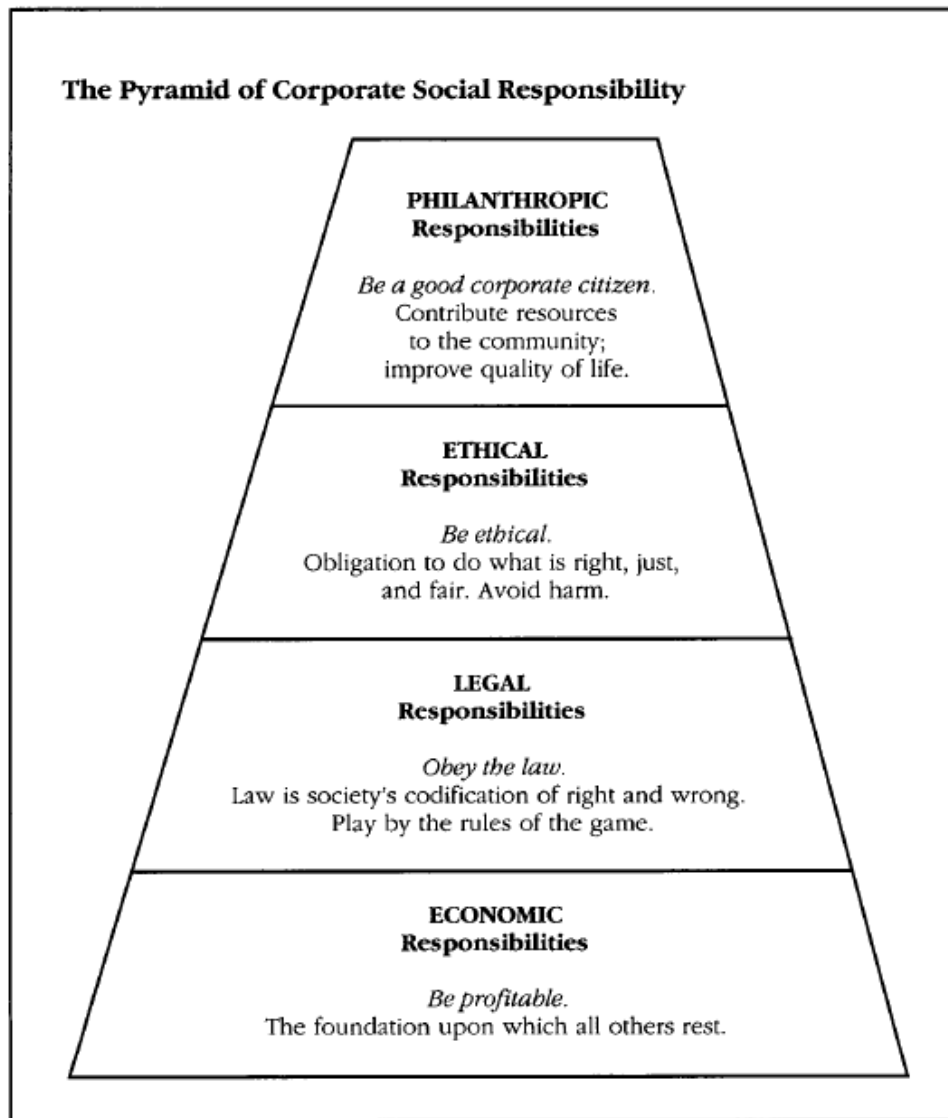 The Pyramid of Corporate Social Responsibility
PHILANTHROPIC
Responsibilities
Be a good corporate citizen.
Contribute resources
to the community;
improve quality of life.
ETHICAL
Responsibilities
Be ethical.
Obligation to do what is right, just,
and fair. Avoid harm.
LEGAL
Responsibilities
Obey the law.
Law is society's codification of right and wrong.
Play by the rules of the game.
ECONOMIC
Responsibilities
Be profitable.
The foundation upon which all others rest.